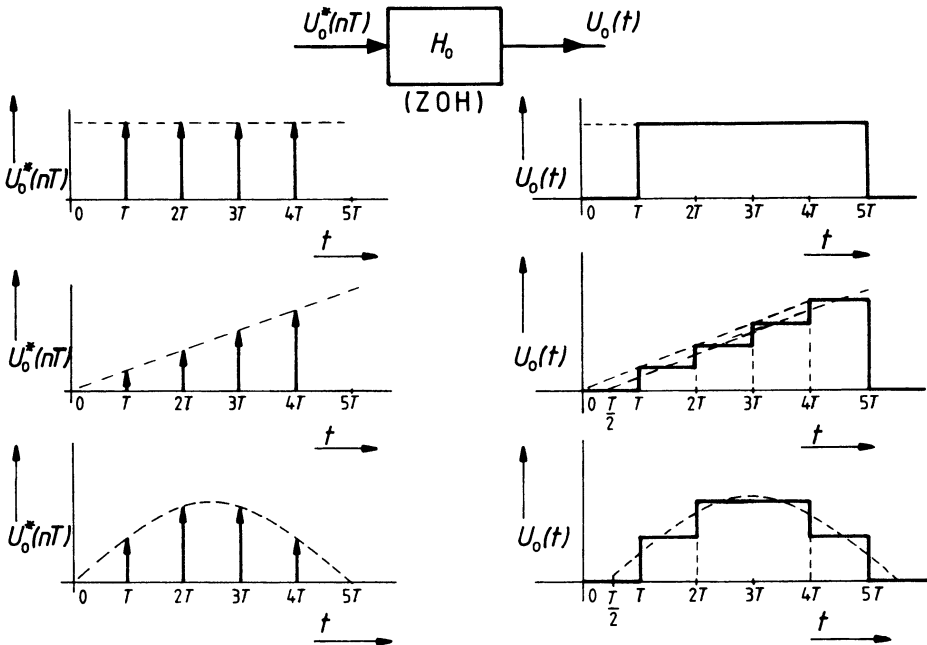 U₀*(nT) H₀ U₀(t)
(ZOH)
U₀*(nT)
0 T 2T 3T 4T 5T
t
U₀(t)
0 T 2T 3T 4T 5T
t
U₀*(nT)
0 T 2T 3T 4T 5T
t
U₀(t)
0 T/2 T 2T 3T 4T 5T
t
U₀*(nT)
0 T 2T 3T 4T 5T
t
U₀(t)
0 T/2 T 2T 3T 4T 5T
t